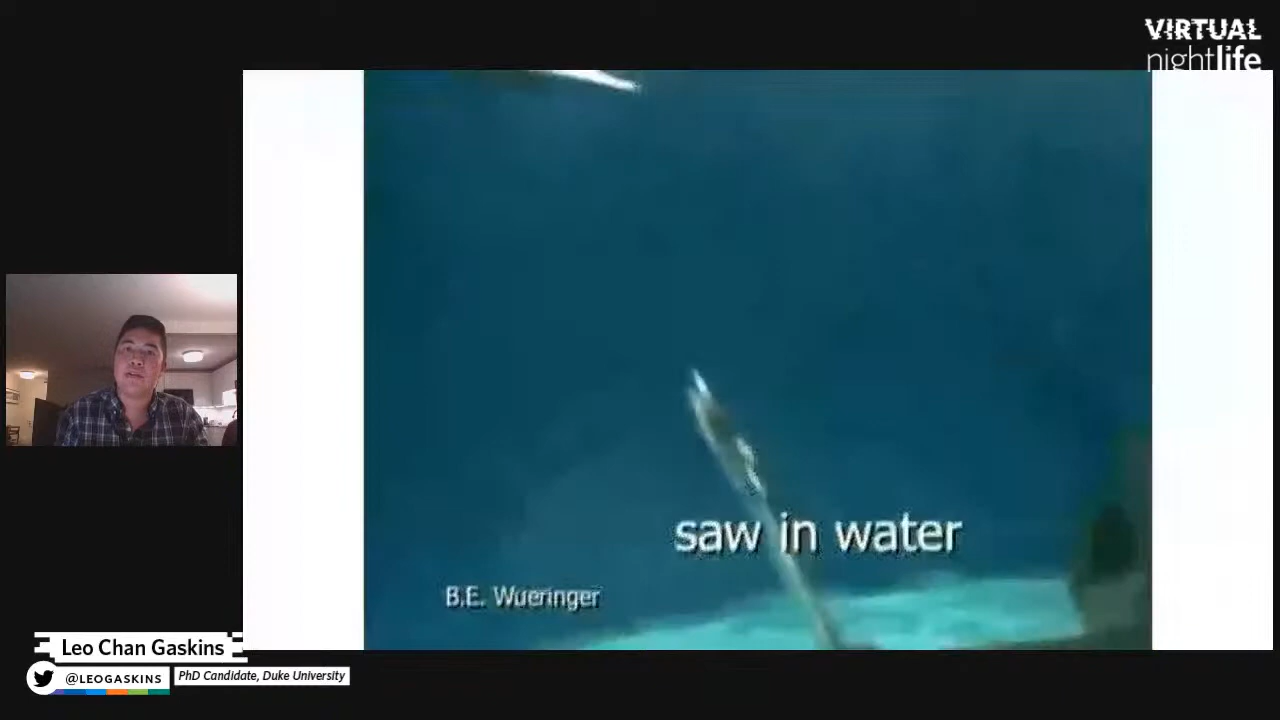 VIRTUAL
nightlife
saw in water
B.E. Wueringer
Leo Chan Gaskins
@LEOGASKINS
PhD Candidate, Duke University